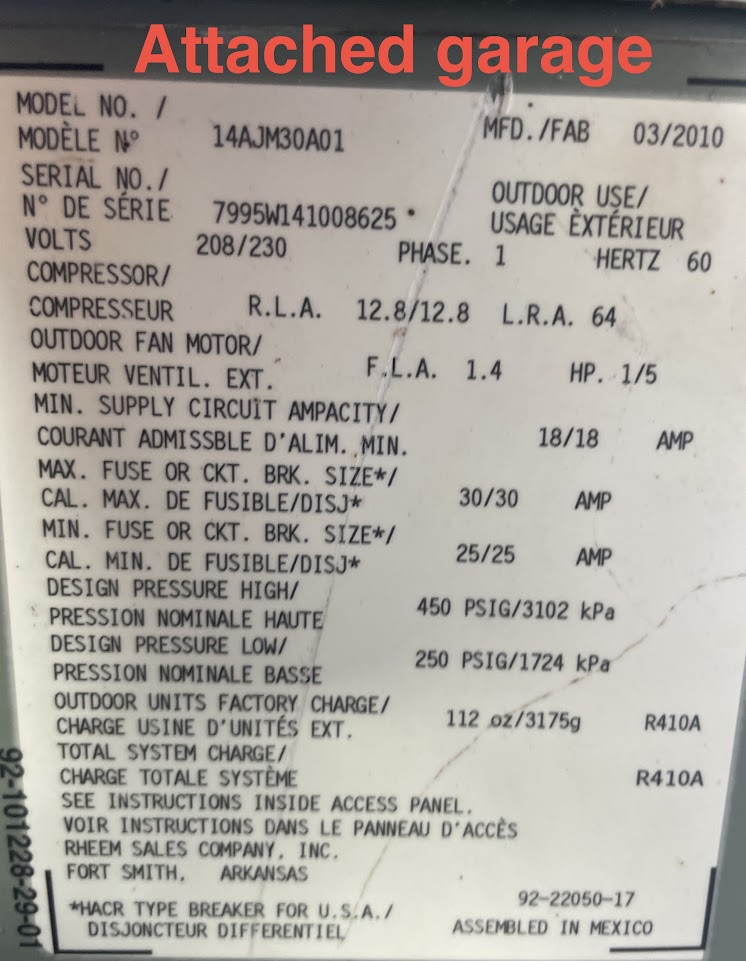 Attached garage
MODEL NO. /
MODÈLE N° 14AJM30A01 MFD./FAB 03/2010
SERIAL NO./
N° DE SÉRIE 7995W141008625 OUTDOOR USE/
USAGE ÈXTÉRIEUR
VOLTS 208/230 PHASE. 1 HERTZ 60
COMPRESSOR/
COMPRESSEUR R.L.A. 12.8/12.8 L.R.A. 64
OUTDOOR FAN MOTOR/
MOTEUR VENTIL. EXT. F.L.A. 1.4 HP. 1/5
MIN. SUPPLY CIRCUIT AMPACITY/
COURANT ADMISSBLE D'ALIM. MIN. 18/18 AMP
MAX. FUSE OR CKT. BRK. SIZE*/
CAL. MAX. DE FUSIBLE/DISJ* 30/30 AMP
MIN. FUSE OR CKT. BRK. SIZE*/
CAL. MIN. DE FUSIBLE/DISJ* 25/25 AMP
DESIGN PRESSURE HIGH/
PRESSION NOMINALE HAUTE 450 PSIG/3102 kPa
DESIGN PRESSURE LOW/
PRESSION NOMINALE BASSE 250 PSIG/1724 kPa
OUTDOOR UNITS FACTORY CHARGE/
CHARGE USINE D'UNITÉS EXT. 112 oz/3175g R410A
TOTAL SYSTEM CHARGE/
CHARGE TOTALE SYSTÈME R410A
SEE INSTRUCTIONS INSIDE ACCESS PANEL.
VOIR INSTRUCTIONS DANS LE PANNEAU D'ACCÈS
RHEEM SALES COMPANY, INC.
FORT SMITH, ARKANSAS
92-101228-29-01
*HACR TYPE BREAKER FOR U.S.A./
DISJONCTEUR DIFFERENTIEL
92-22050-17
ASSEMBLED IN MEXICO